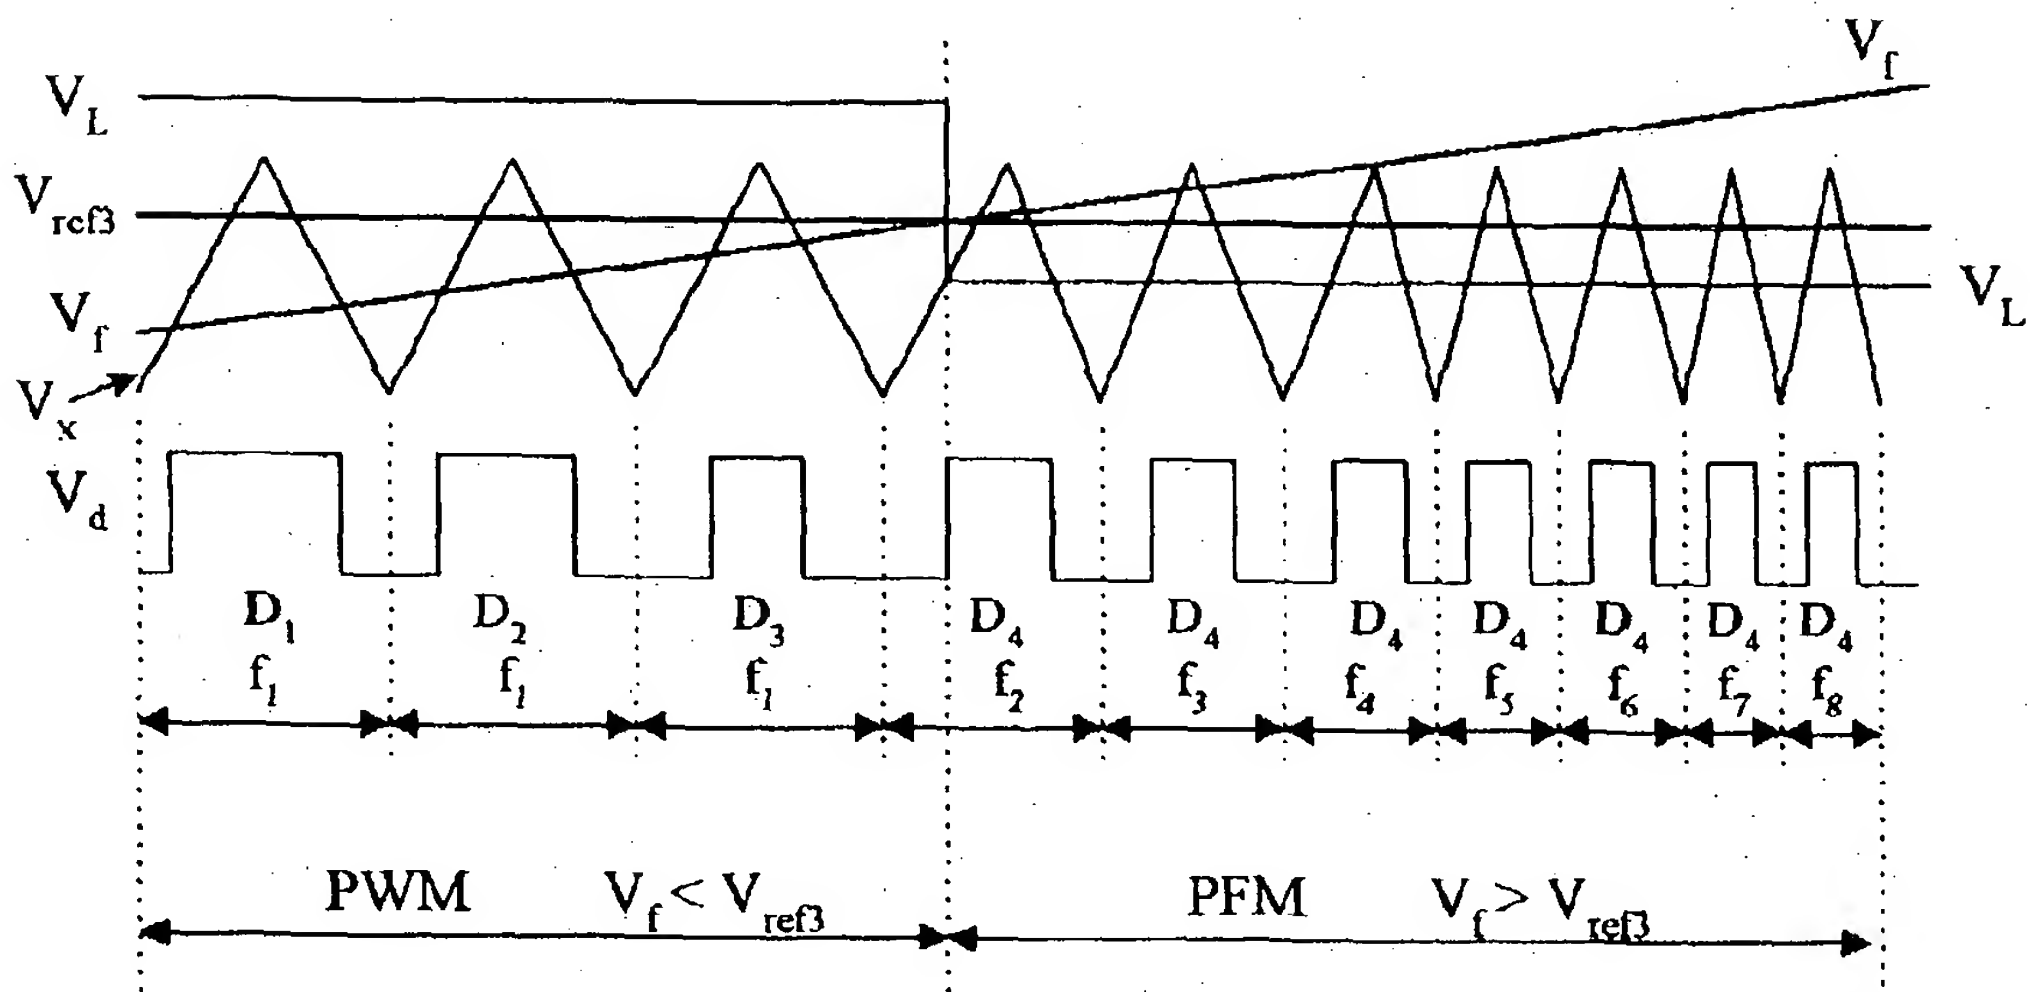 V_f
V_L
V_ref3
V_f
V_L
V_x
V_d
D_1 D_2 D_3 D_4 D_4 D_4 D_4 D_4 D_4 D_4
f_1 f_1 f_1 f_2 f_3 f_4 f_5 f_6 f_7 f_8
PWM V_f < V_ref3 PFM V_f > V_ref3